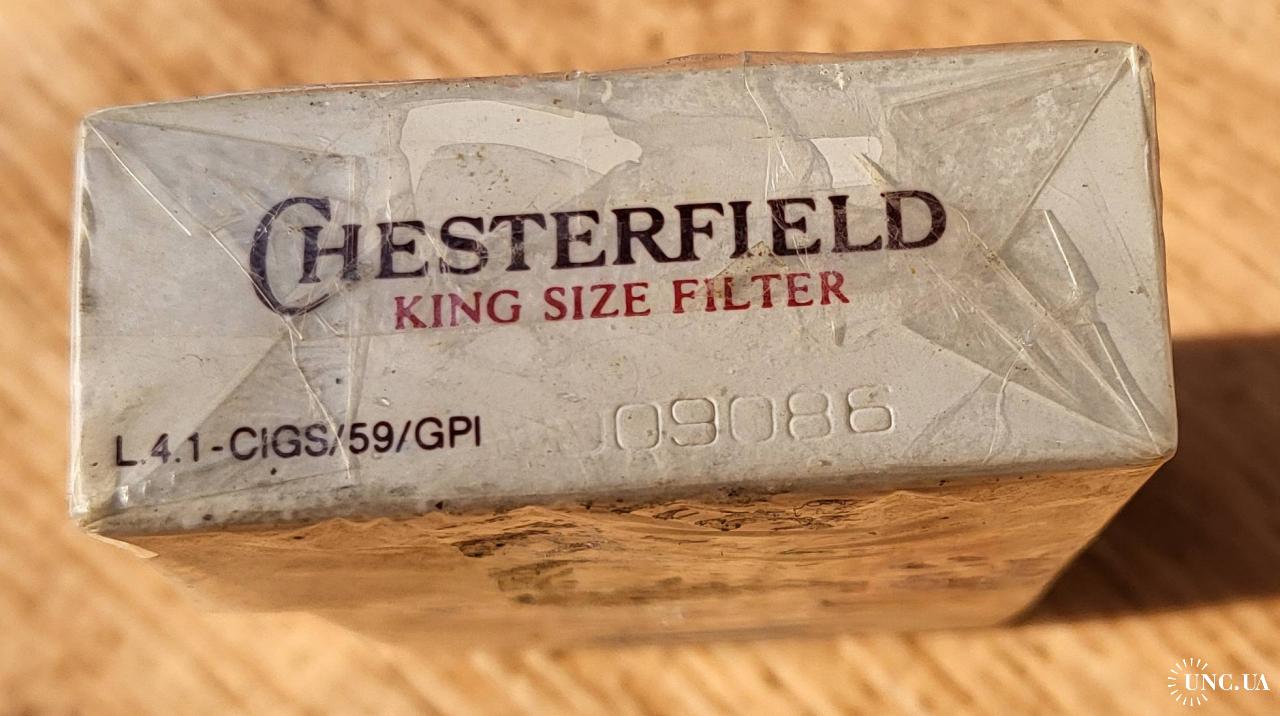 CHESTERFIELD
KING SIZE FILTER
L.4.1-CIGS/59/GPI
09086
UNC.UA